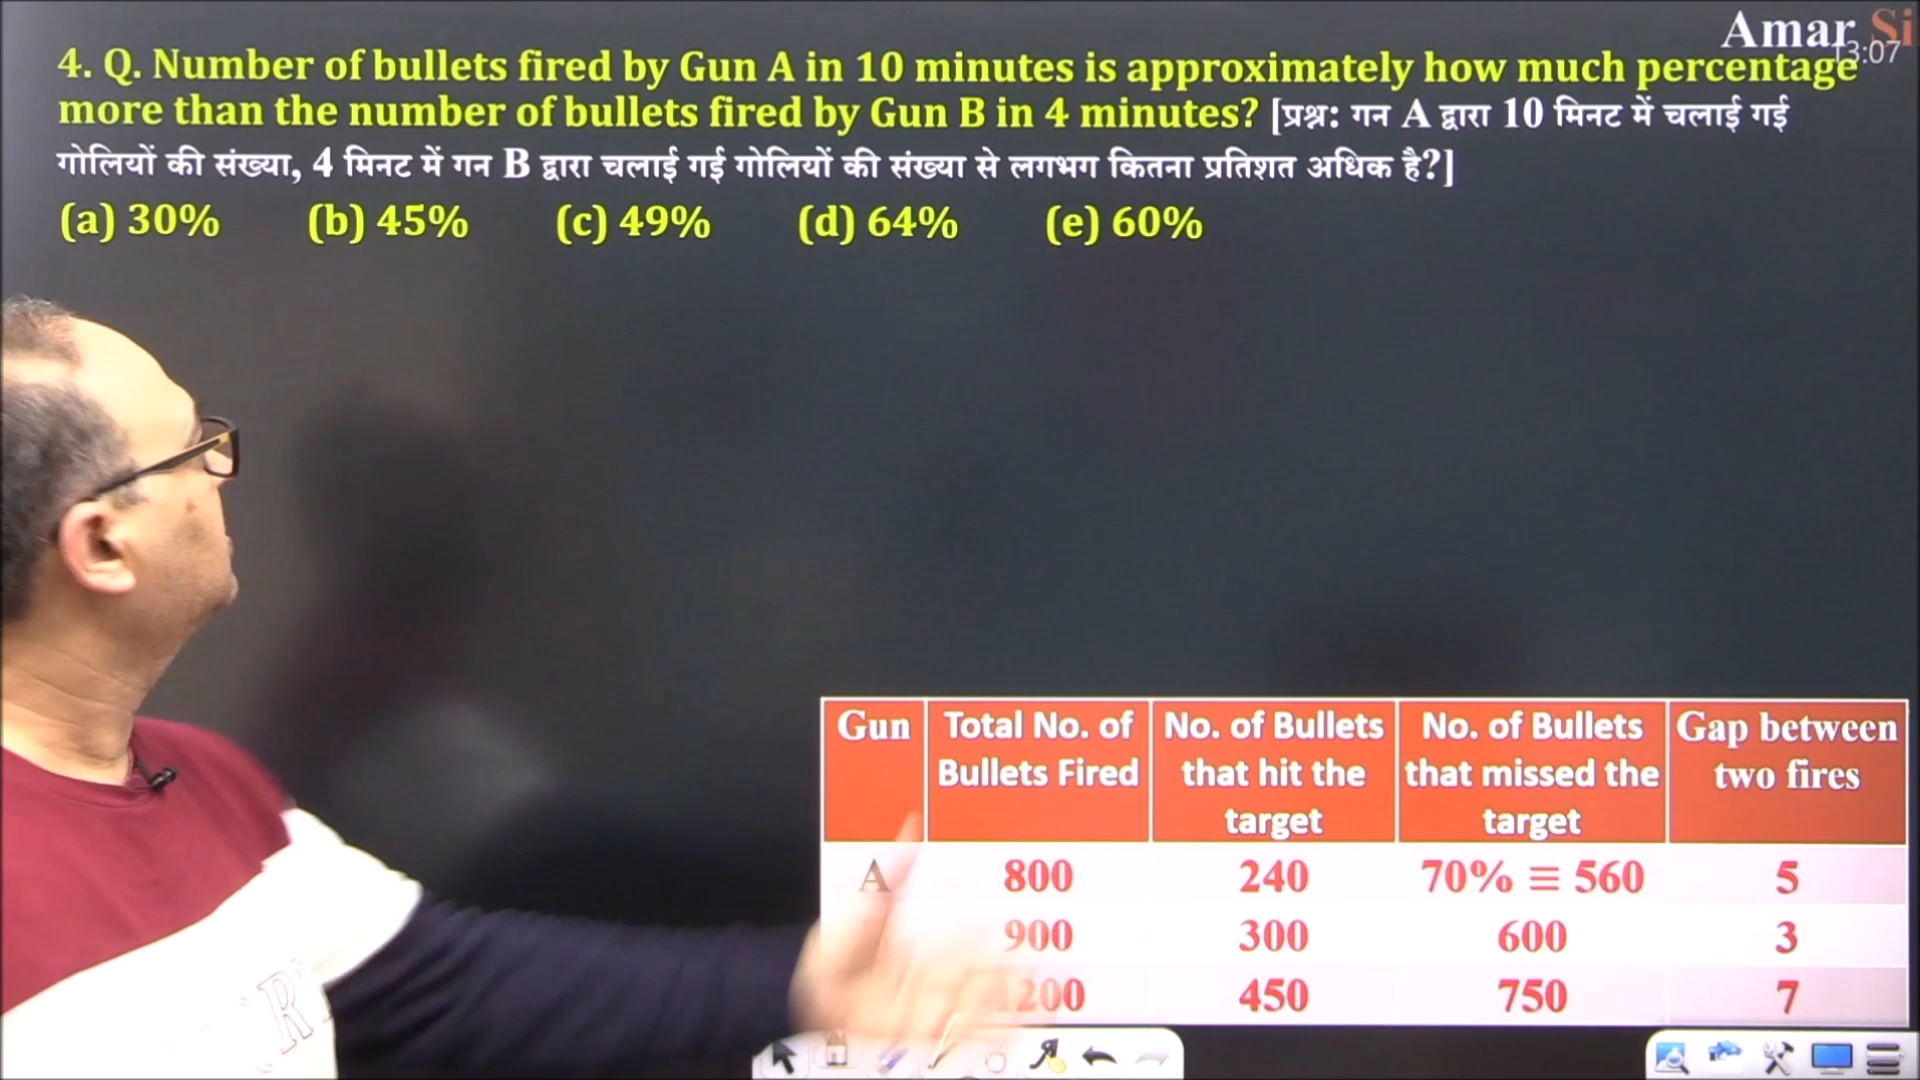 Amar Si
13:07
4. Q. Number of bullets fired by Gun A in 10 minutes is approximately how much percentage
more than the number of bullets fired by Gun B in 4 minutes? [प्रश्न: गन A द्वारा 10 मिनट में चलाई गई
गोलियों की संख्या, 4 मिनट में गन B द्वारा चलाई गई गोलियों की संख्या से लगभग कितना प्रतिशत अधिक है?]
(a) 30% (b) 45% (c) 49% (d) 64% (e) 60%
Gun Total No. of Bullets Fired No. of Bullets that hit the target No. of Bullets that missed the target Gap between two fires
A 800 240 70% ≡ 560 5
900 300 600 3
1200 450 750 7